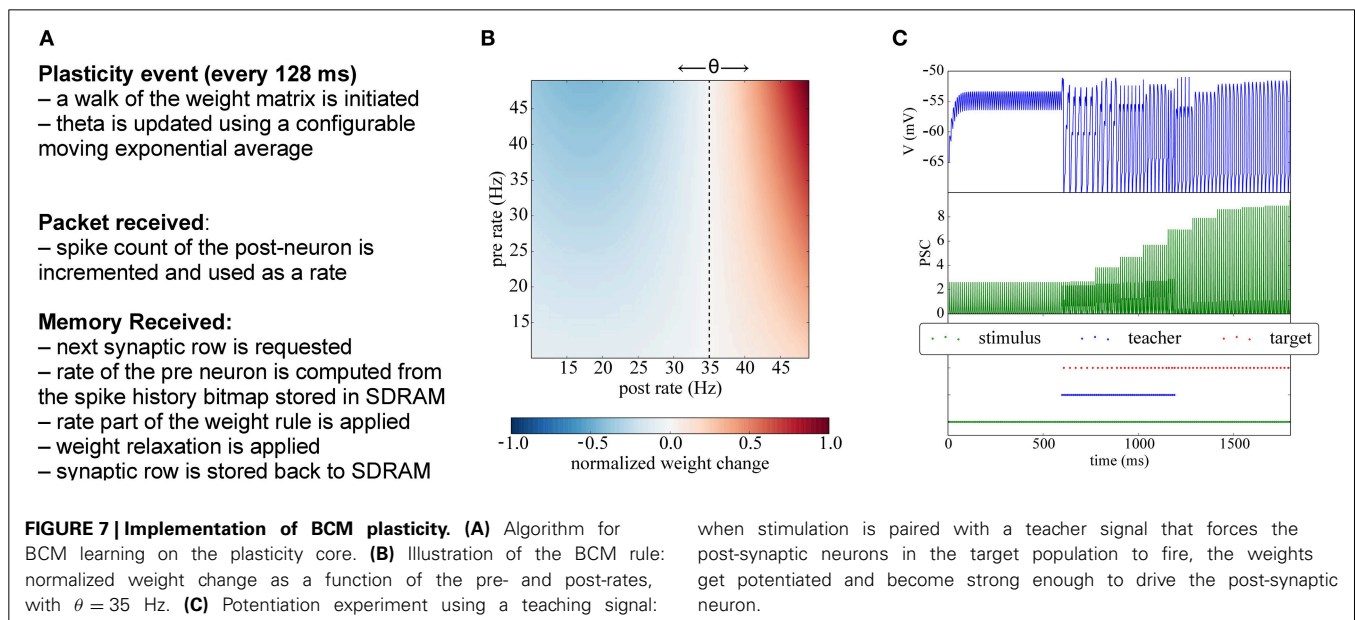 A
Plasticity event (every 128 ms)
– a walk of the weight matrix is initiated
– theta is updated using a configurable
moving exponential average
Packet received:
– spike count of the post-neuron is
incremented and used as a rate
Memory Received:
– next synaptic row is requested
– rate of the pre neuron is computed from
the spike history bitmap stored in SDRAM
– rate part of the weight rule is applied
– weight relaxation is applied
– synaptic row is stored back to SDRAM
B
←θ→
45
40
35
30
25
20
15
pre rate (Hz)
15 20 25 30 35 40 45
post rate (Hz)
-1.0 -0.5 0.0 0.5 1.0
normalized weight change
C
-50
-55
-60
-65
V (mV)
8
6
4
2
0
PSC
stimulus teacher target
0 500 1000 1500
time (ms)
FIGURE 7 | Implementation of BCM plasticity. (A) Algorithm for
BCM learning on the plasticity core. (B) Illustration of the BCM rule:
normalized weight change as a function of the pre- and post-rates,
with θ = 35 Hz. (C) Potentiation experiment using a teaching signal:
when stimulation is paired with a teacher signal that forces the
post-synaptic neurons in the target population to fire, the weights
get potentiated and become strong enough to drive the post-synaptic
neuron.